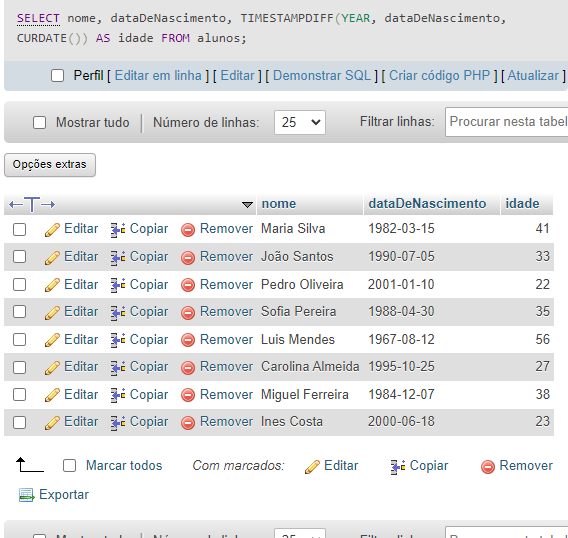 SELECT nome, dataDeNascimento, TIMESTAMPDIFF(YEAR, dataDeNascimento,
CURDATE()) AS idade FROM alunos;
Perfil [ Editar em linha ] [ Editar ] [ Demonstrar SQL ] [ Criar código PHP ] [ Atualizar ]
Mostrar tudo Número de linhas: 25 Filtrar linhas: Procurar nesta tabel
Opções extras
←T→ nome dataDeNascimento idade
Editar Copiar Remover Maria Silva 1982-03-15 41
Editar Copiar Remover João Santos 1990-07-05 33
Editar Copiar Remover Pedro Oliveira 2001-01-10 22
Editar Copiar Remover Sofia Pereira 1988-04-30 35
Editar Copiar Remover Luis Mendes 1967-08-12 56
Editar Copiar Remover Carolina Almeida 1995-10-25 27
Editar Copiar Remover Miguel Ferreira 1984-12-07 38
Editar Copiar Remover Ines Costa 2000-06-18 23
Marcar todos Com marcados: Editar Copiar Remover
Exportar